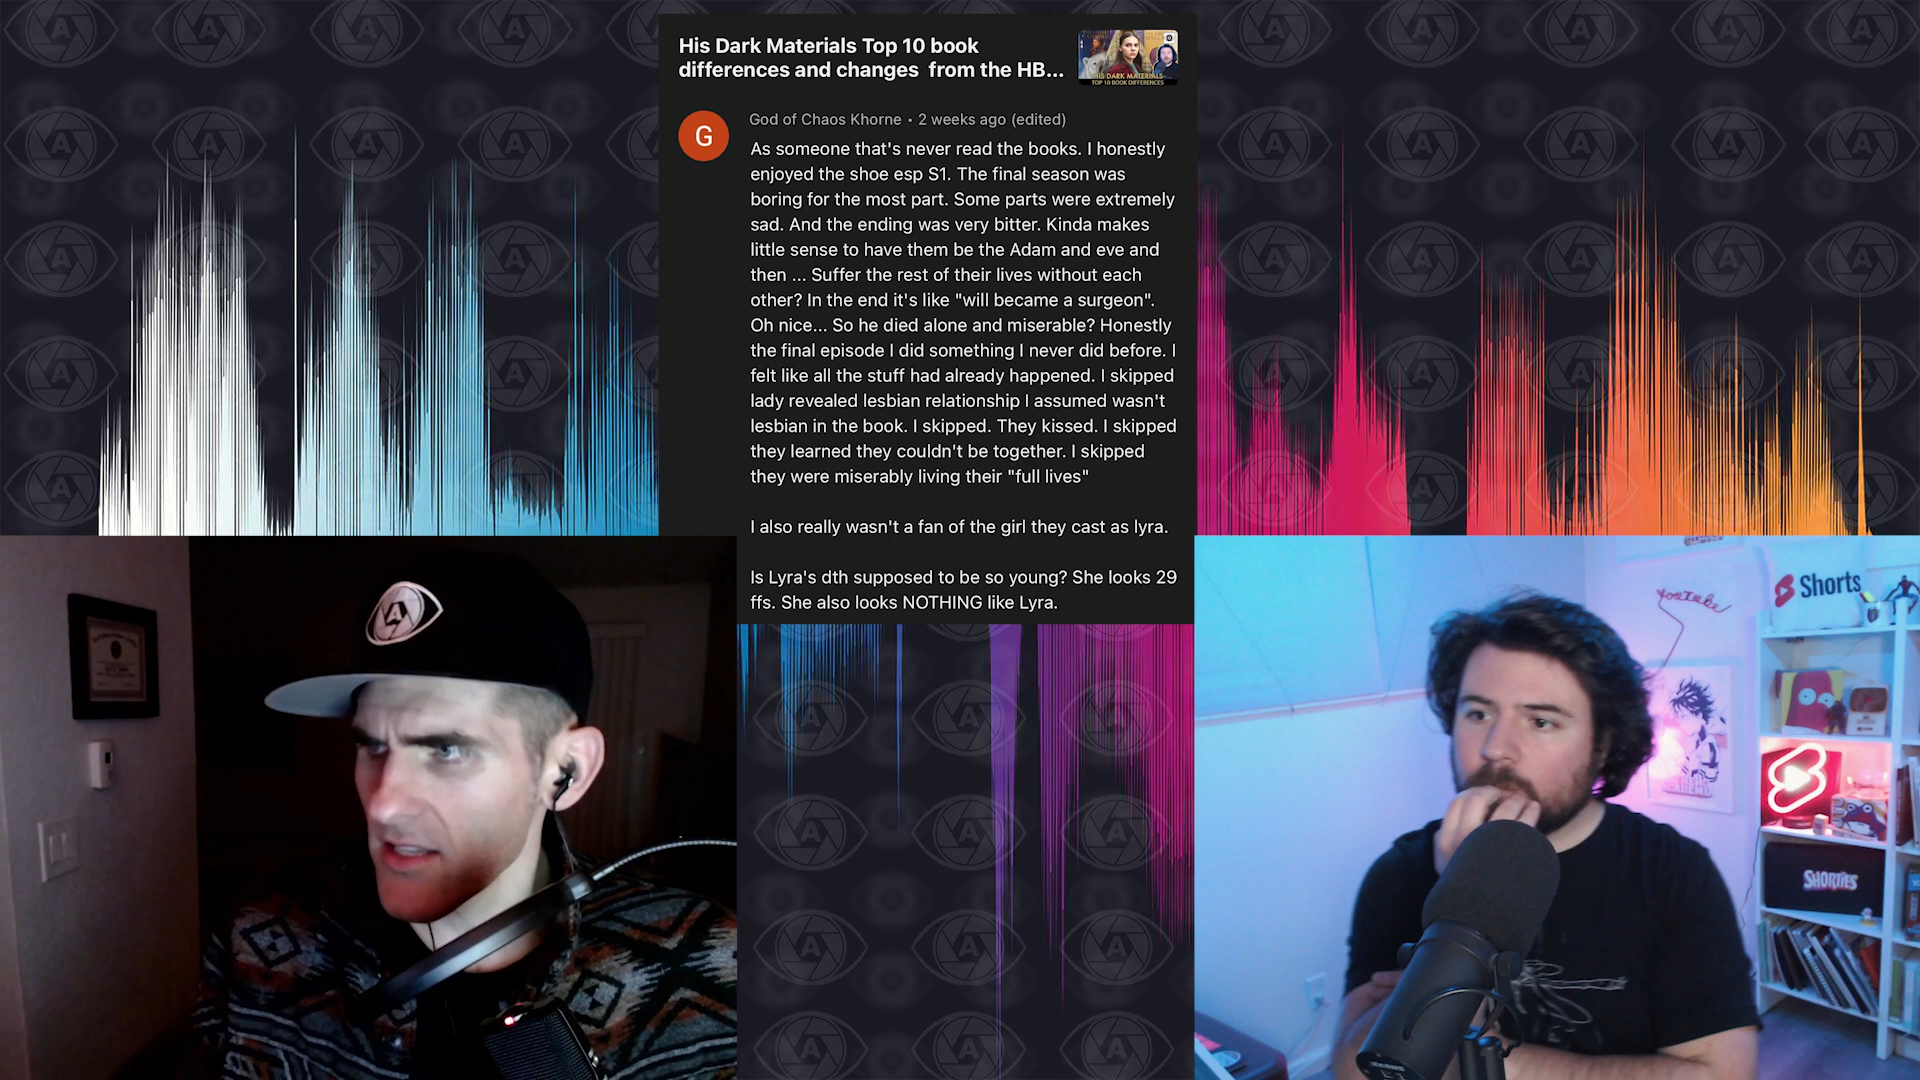 His Dark Materials Top 10 book
differences and changes from the HB...
HIS DARK MATERIALS
TOP 10 BOOK DIFFERENCES
G
God of Chaos Khorne • 2 weeks ago (edited)
As someone that's never read the books. I honestly
enjoyed the shoe esp S1. The final season was
boring for the most part. Some parts were extremely
sad. And the ending was very bitter. Kinda makes
little sense to have them be the Adam and eve and
then ... Suffer the rest of their lives without each
other? In the end it's like "will became a surgeon".
Oh nice... So he died alone and miserable? Honestly
the final episode I did something I never did before. I
felt like all the stuff had already happened. I skipped
lady revealed lesbian relationship I assumed wasn't
lesbian in the book. I skipped. They kissed. I skipped
they learned they couldn't be together. I skipped
they were miserably living their "full lives"
I also really wasn't a fan of the girl they cast as lyra.
Is Lyra's dth supposed to be so young? She looks 29
ffs. She also looks NOTHING like Lyra.
A
Shorts
YouTube
SHORTIES